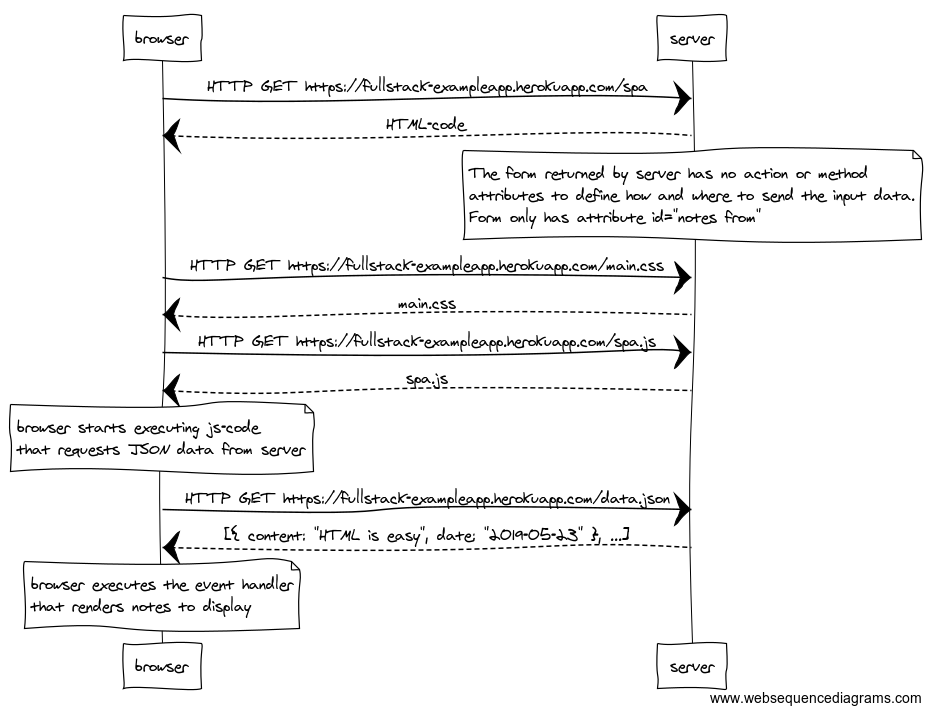 browser
server
HTTP GET https://fullstack-exampleapp.herokuapp.com/spa
HTML-code
The form returned by server has no action or method
attributes to define how and where to send the input data.
Form only has attribute id="notes from"
HTTP GET https://fullstack-exampleapp.herokuapp.com/main.css
main.css
HTTP GET https://fullstack-exampleapp.herokuapp.com/spa.js
spa.js
browser starts executing js-code
that requests JSON data from server
HTTP GET https://fullstack-exampleapp.herokuapp.com/data.json
[{ content: "HTML is easy", date: "2019-05-23" }, ...]
browser executes the event handler
that renders notes to display
browser
server
www.websequencediagrams.com